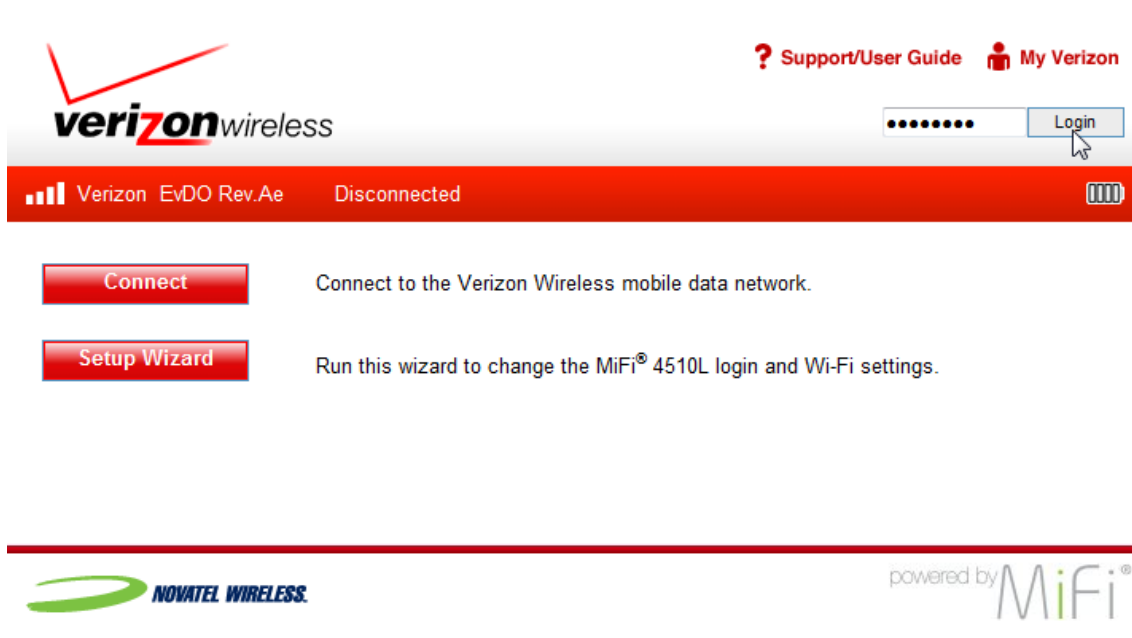 Support/User Guide My Verizon
verizonwireless
•••••••• Login
Verizon EvDO Rev.Ae Disconnected
Connect Connect to the Verizon Wireless mobile data network.
Setup Wizard Run this wizard to change the MiFi® 4510L login and Wi-Fi settings.
NOVATEL WIRELESS. powered by MiFi®